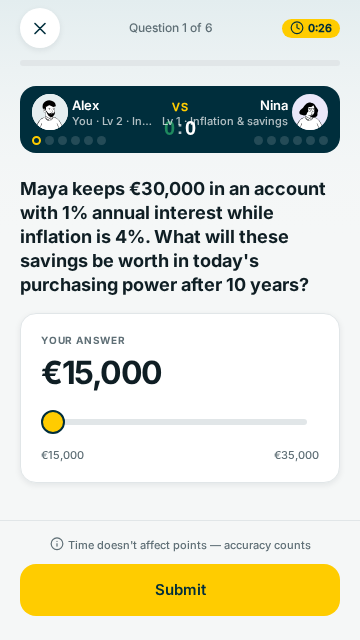 Question 1 of 6
0:26
Alex
VS
Nina
You · Lv 2 · In...
Lv 1 · Inflation & savings
0:0
Maya keeps €30,000 in an account
with 1% annual interest while
inflation is 4%. What will these
savings be worth in today's
purchasing power after 10 years?
YOUR ANSWER
€15,000
€15,000
€35,000
Time doesn't affect points — accuracy counts
Submit